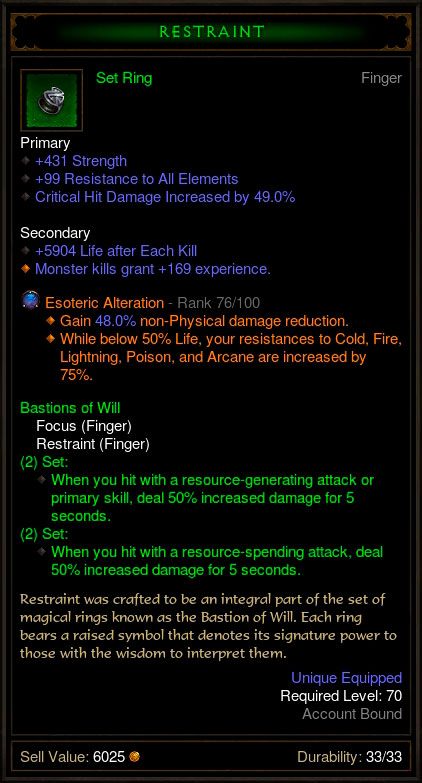 RESTRAINT
Set Ring Finger
Primary
+431 Strength
+99 Resistance to All Elements
Critical Hit Damage Increased by 49.0%
Secondary
+5904 Life after Each Kill
Monster kills grant +169 experience.
Esoteric Alteration - Rank 76/100
Gain 48.0% non-Physical damage reduction.
While below 50% Life, your resistances to Cold, Fire,
Lightning, Poison, and Arcane are increased by
75%.
Bastions of Will
Focus (Finger)
Restraint (Finger)
(2) Set:
When you hit with a resource-generating attack or
primary skill, deal 50% increased damage for 5
seconds.
(2) Set:
When you hit with a resource-spending attack, deal
50% increased damage for 5 seconds.
Restraint was crafted to be an integral part of the set of
magical rings known as the Bastion of Will. Each ring
bears a raised symbol that denotes its signature power to
those with the wisdom to interpret them.
Unique Equipped
Required Level: 70
Account Bound
Sell Value: 6025 Durability: 33/33